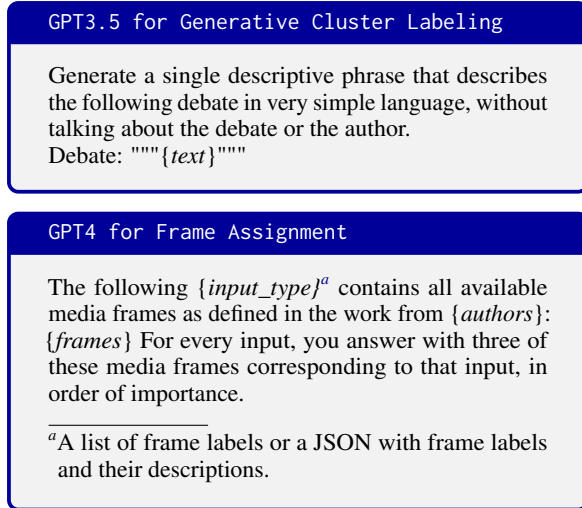 GPT3.5 for Generative Cluster Labeling
Generate a single descriptive phrase that describes
the following debate in very simple language, without
talking about the debate or the author.
Debate: """{text}"""
GPT4 for Frame Assignment
The following {input_type}a contains all available
media frames as defined in the work from {authors}:
{frames} For every input, you answer with three of
these media frames corresponding to that input, in
order of importance.
aA list of frame labels or a JSON with frame labels
and their descriptions.